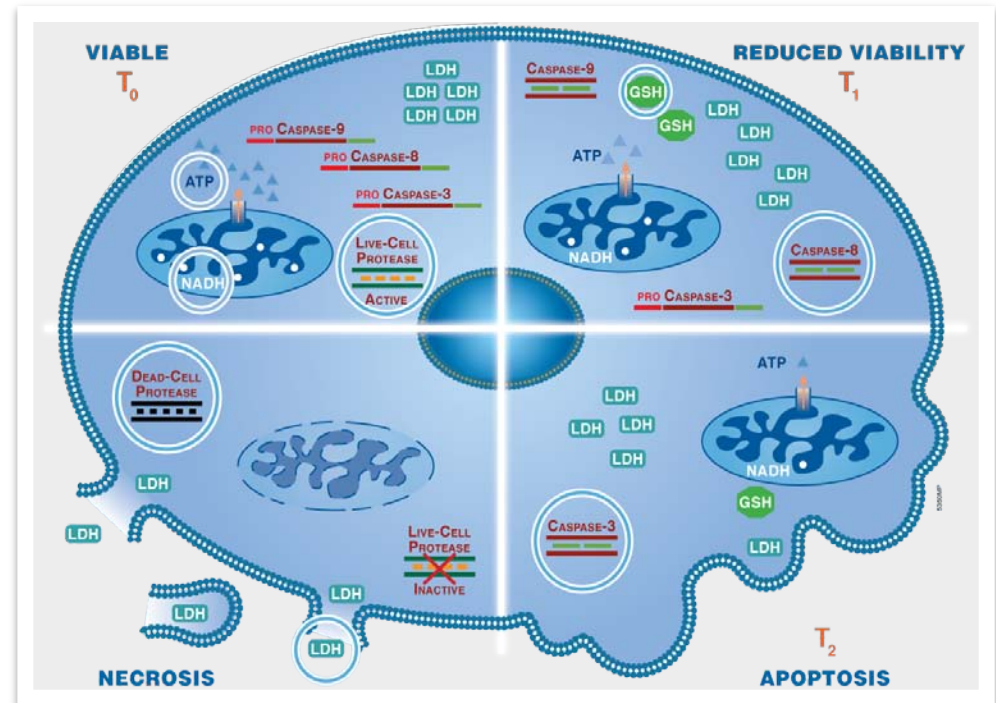 VIABLE
T0
LDH
LDH LDH
LDH LDH
PRO CASPASE-9
PRO CASPASE-8
PRO CASPASE-3
ATP
NADH
LIVE-CELL
PROTEASE
ACTIVE
REDUCED VIABILITY
T1
CASPASE-9
GSH
GSH
LDH
LDH
LDH
LDH
LDH
ATP
NADH
CASPASE-8
PRO CASPASE-3
DEAD-CELL
PROTEASE
LDH
LDH
LDH
LIVE-CELL
PROTEASE
INACTIVE
LDH
LDH
NECROSIS
ATP
LDH
LDH LDH
LDH
NADH
GSH
LDH
CASPASE-3
5350MP
T2
APOPTOSIS